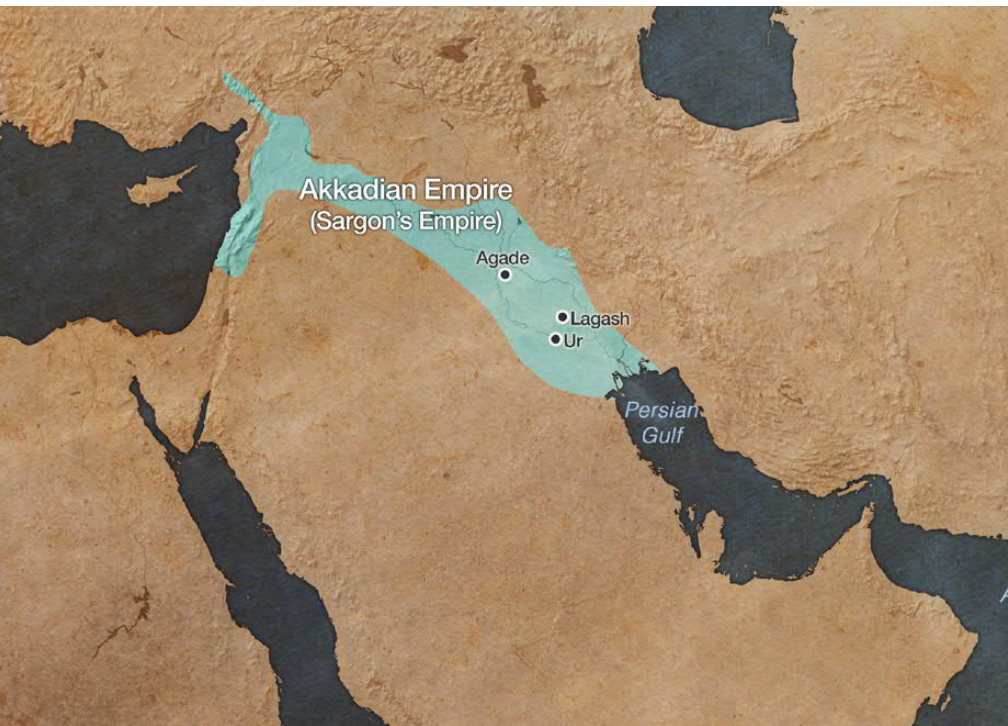 Akkadian Empire
(Sargon's Empire)
Agade
Lagash
Ur
Persian
Gulf